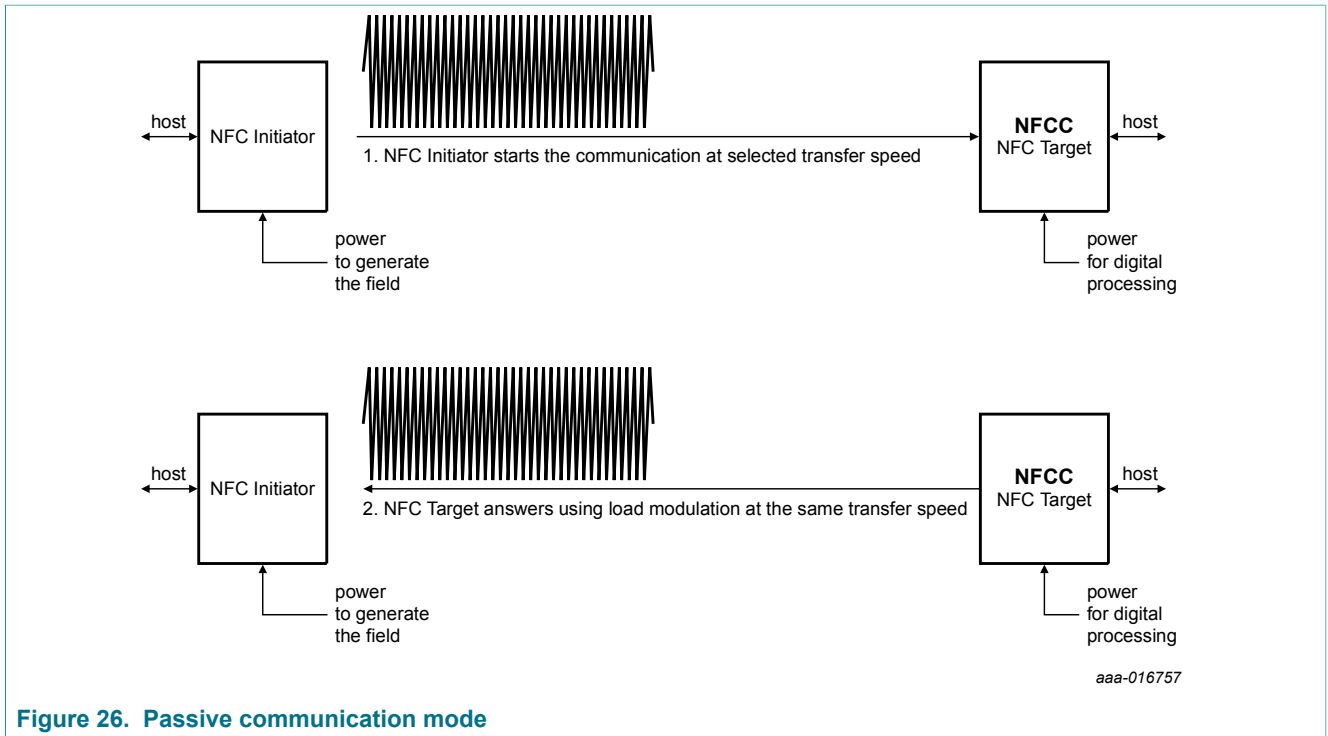 host
NFC Initiator
1. NFC Initiator starts the communication at selected transfer speed
NFCC
NFC Target
host
power
to generate
the field
power
for digital
processing
host
NFC Initiator
2. NFC Target answers using load modulation at the same transfer speed
NFCC
NFC Target
host
power
to generate
the field
power
for digital
processing
aaa-016757
Figure 26. Passive communication mode